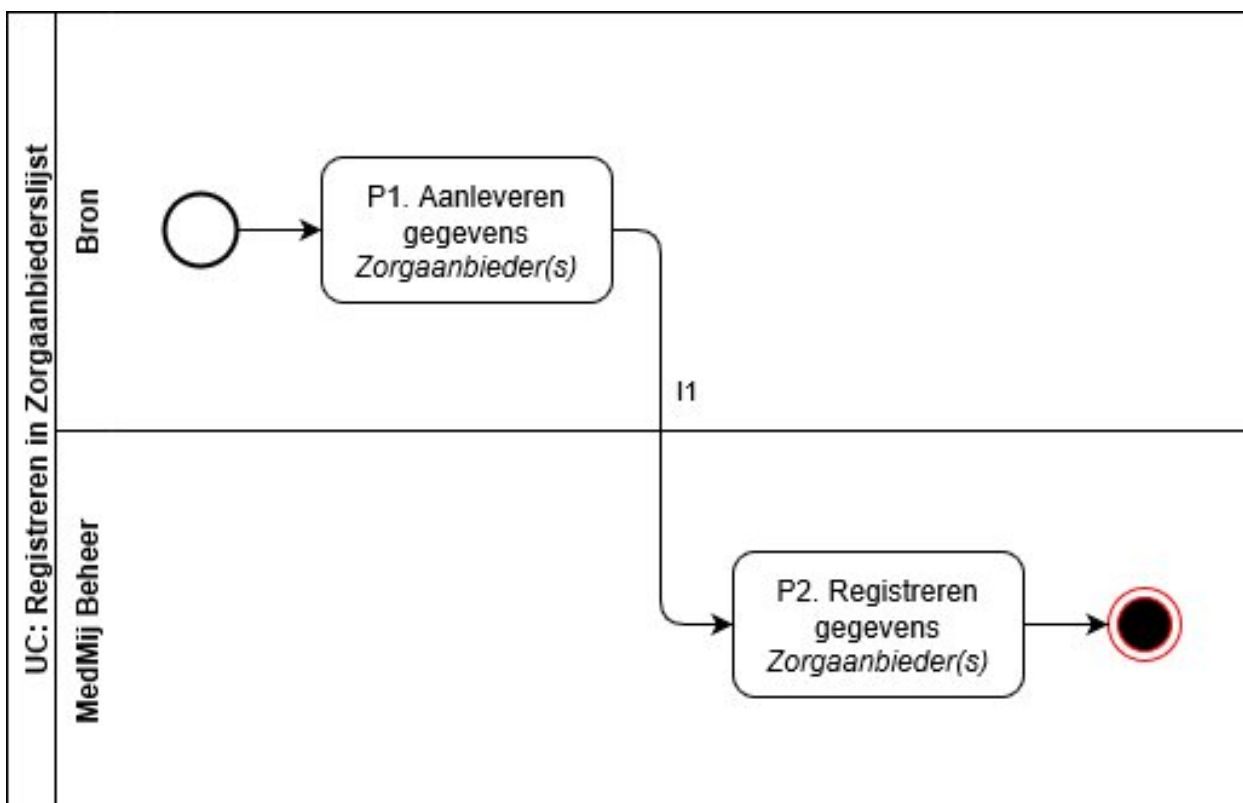 UC: Registreren in Zorgaanbiederslijst
Bron
P1. Aanleveren
gegevens
Zorgaanbieder(s)
I1
MedMij Beheer
P2. Registreren
gegevens
Zorgaanbieder(s)